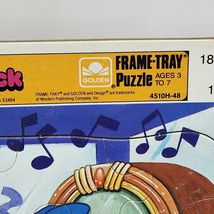 ck
n 53404
GOLDEN
FRAME-TRAY®
Puzzle AGES 3
TO 7
4510H-48
FRAME-TRAY® and GOLDEN and Design® are trademarks
of Western Publishing Company, Inc.
18
1